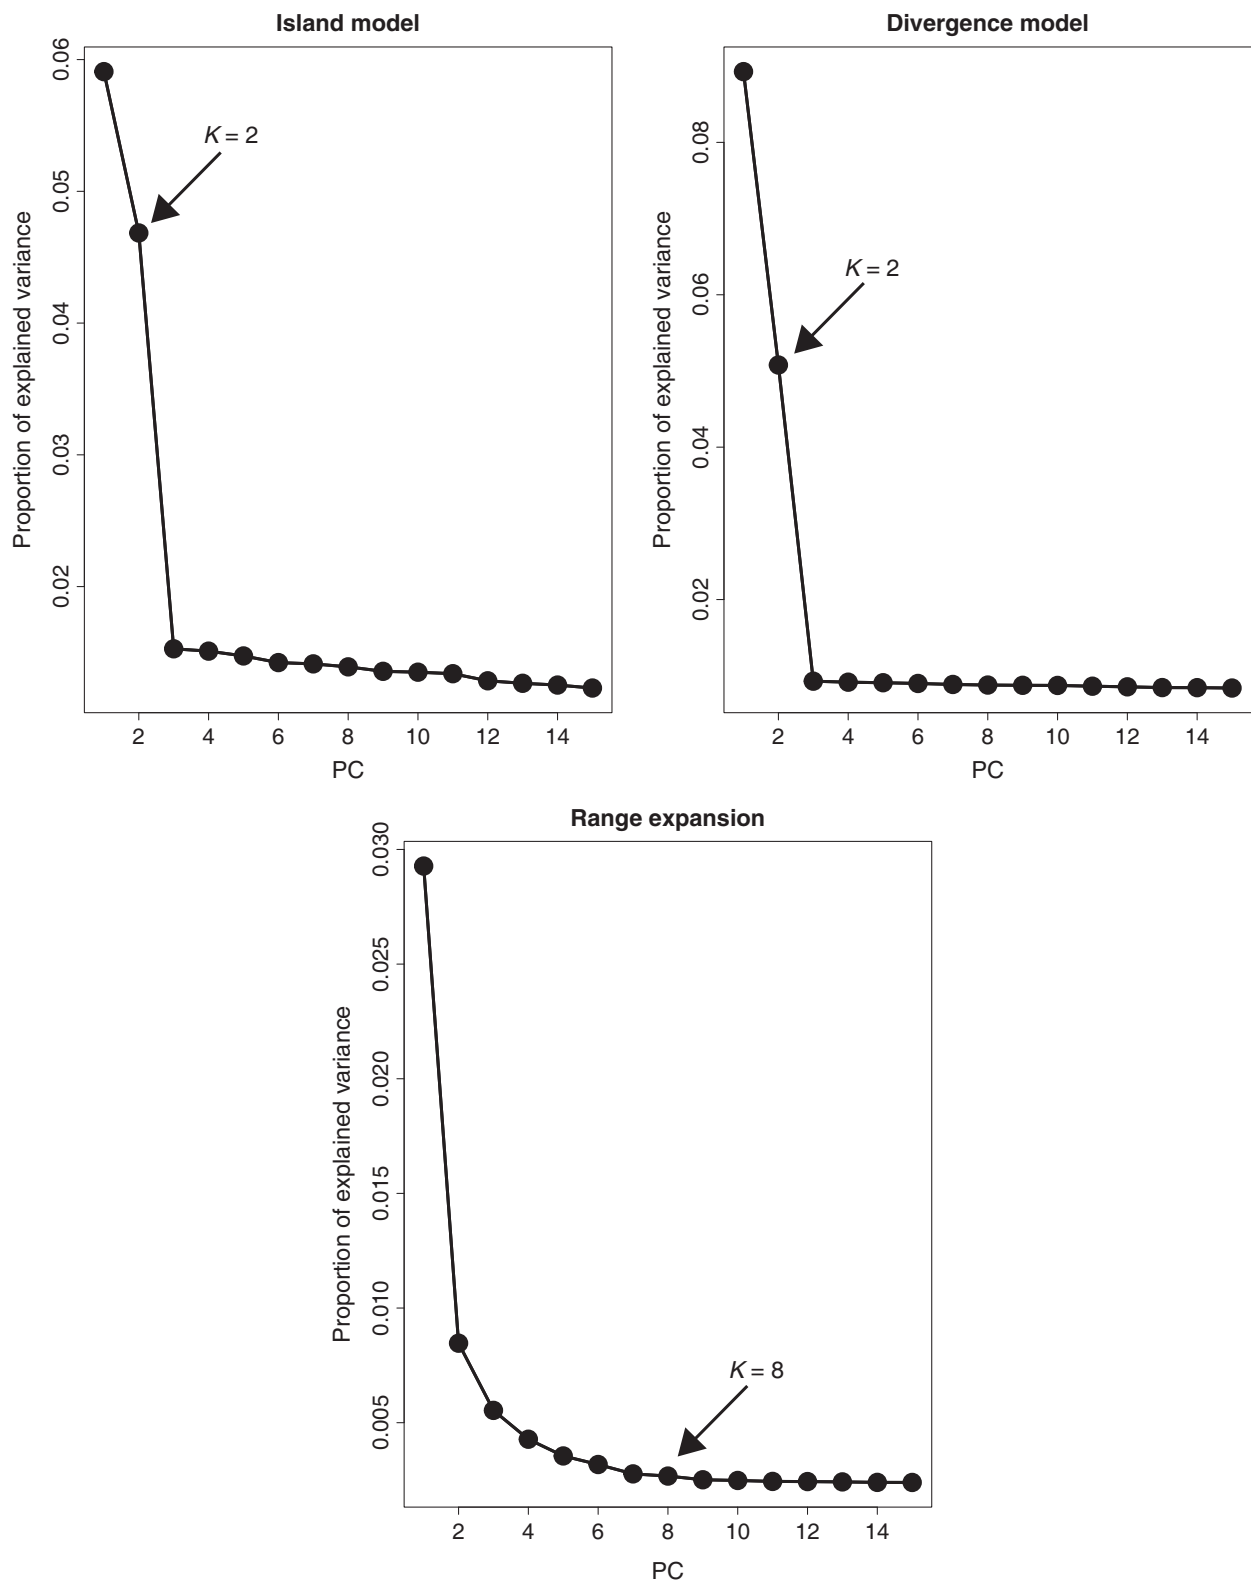 Island model
Proportion of explained variance
0.06
0.05
0.04
0.03
0.02
K = 2
2 4 6 8 10 12 14
PC
Divergence model
Proportion of explained variance
0.08
0.06
0.04
0.02
K = 2
2 4 6 8 10 12 14
PC
Range expansion
Proportion of explained variance
0.030
0.025
0.020
0.015
0.010
0.005
K = 8
2 4 6 8 10 12 14
PC